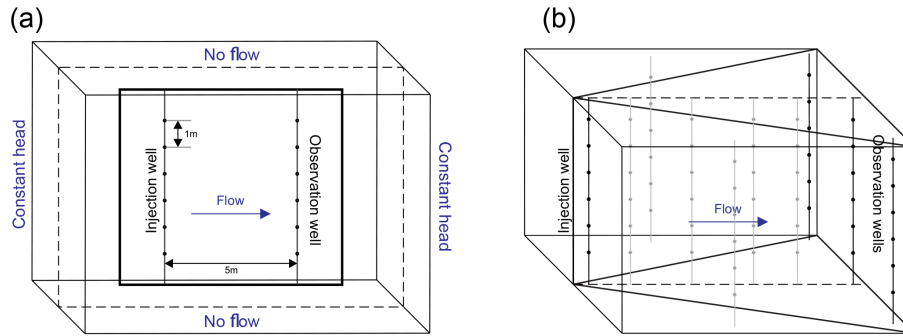 (a)
No flow
Constant head
Injection well
1m
Flow
5m
Observation well
Constant head
No flow
(b)
Injection well
Flow
Observation wells